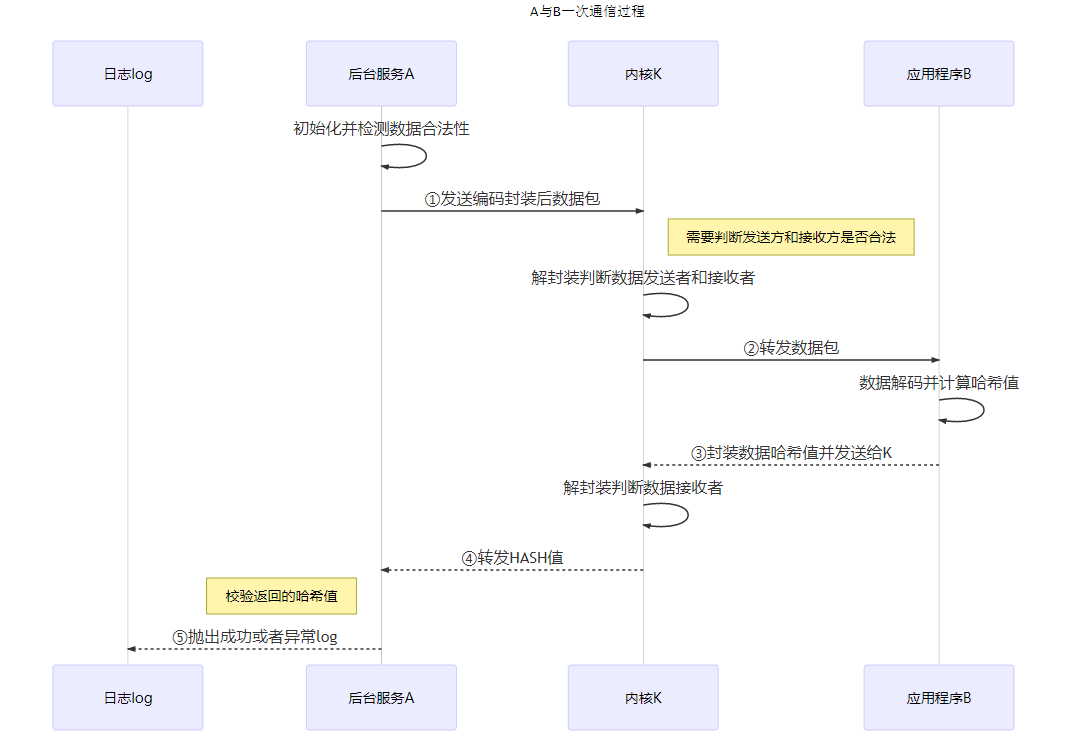 A与B一次通信过程
日志log
后台服务A
内核K
应用程序B
初始化并检测数据合法性
①发送编码封装后数据包
需要判断发送方和接收方是否合法
解封装判断数据发送者和接收者
②转发数据包
数据解码并计算哈希值
③封装数据哈希值并发送给K
解封装判断数据接收者
④转发HASH值
校验返回的哈希值
⑤抛出成功或者异常log
日志log
后台服务A
内核K
应用程序B